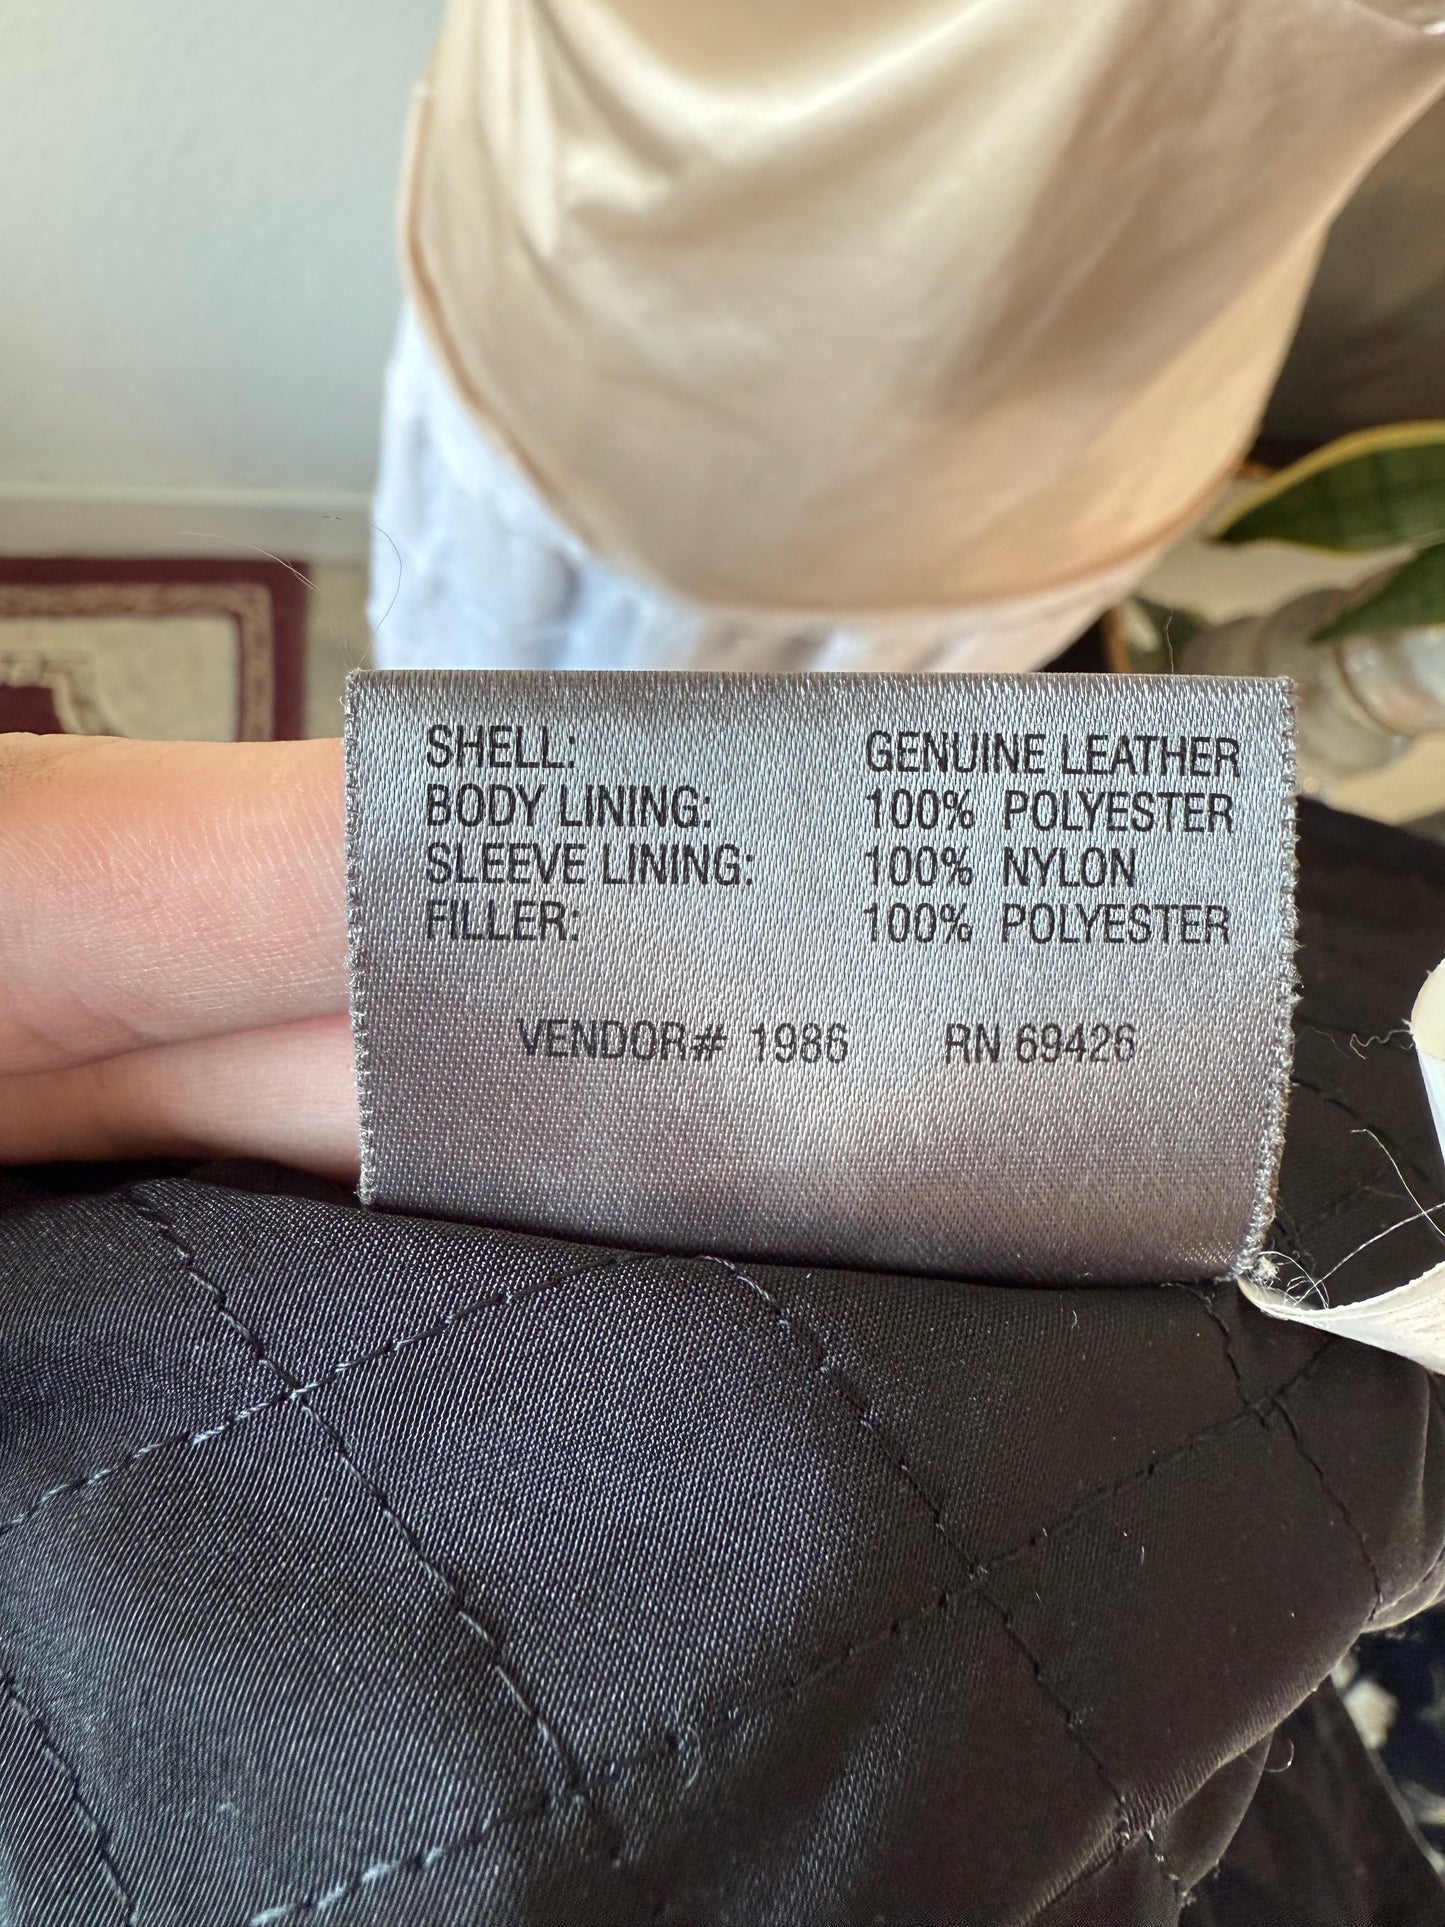 SHELL: GENUINE LEATHER
BODY LINING: 100% POLYESTER
SLEEVE LINING: 100% NYLON
FILLER: 100% POLYESTER
VENDOR# 1986 RN 69426